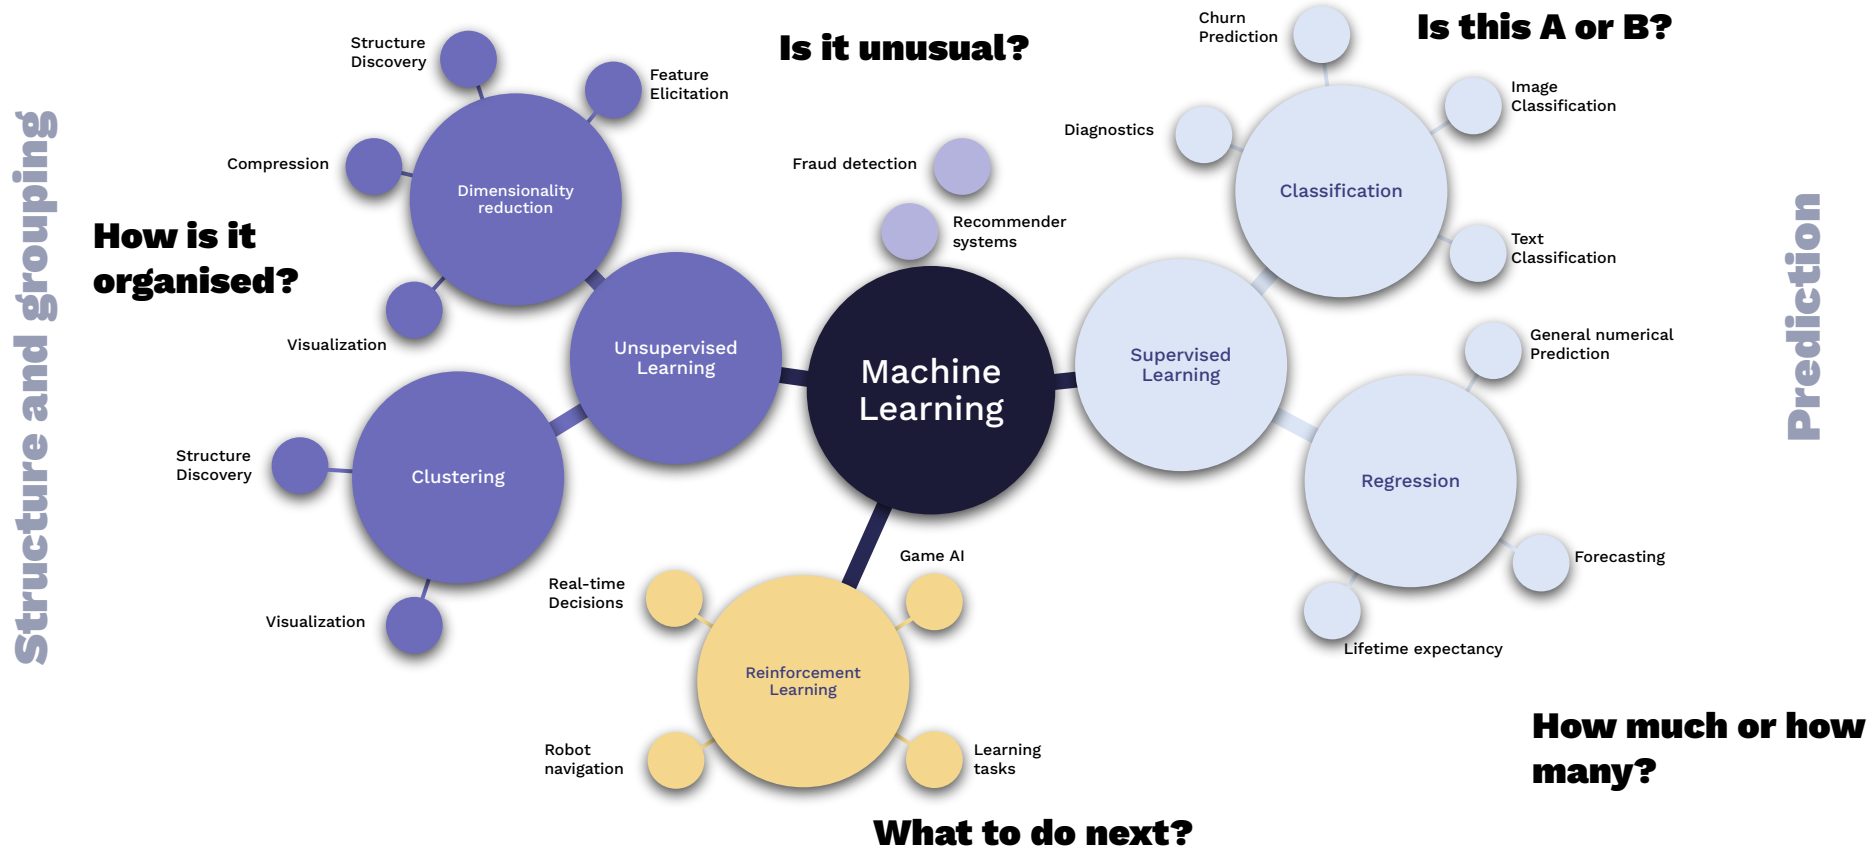 Structure and grouping
How is it
organised?
Structure
Discovery
Feature
Elicitation
Compression
Dimensionality
reduction
Visualization
Unsupervised
Learning
Clustering
Structure
Discovery
Visualization
Is it unusual?
Fraud detection
Recommender
systems
Machine
Learning
Real-time
Decisions
Game AI
Reinforcement
Learning
Robot
navigation
Learning
tasks
What to do next?
Supervised
Learning
Is this A or B?
Churn
Prediction
Image
Classification
Diagnostics
Classification
Text
Classification
General numerical
Prediction
Regression
Forecasting
Lifetime expectancy
How much or how
many?
Prediction